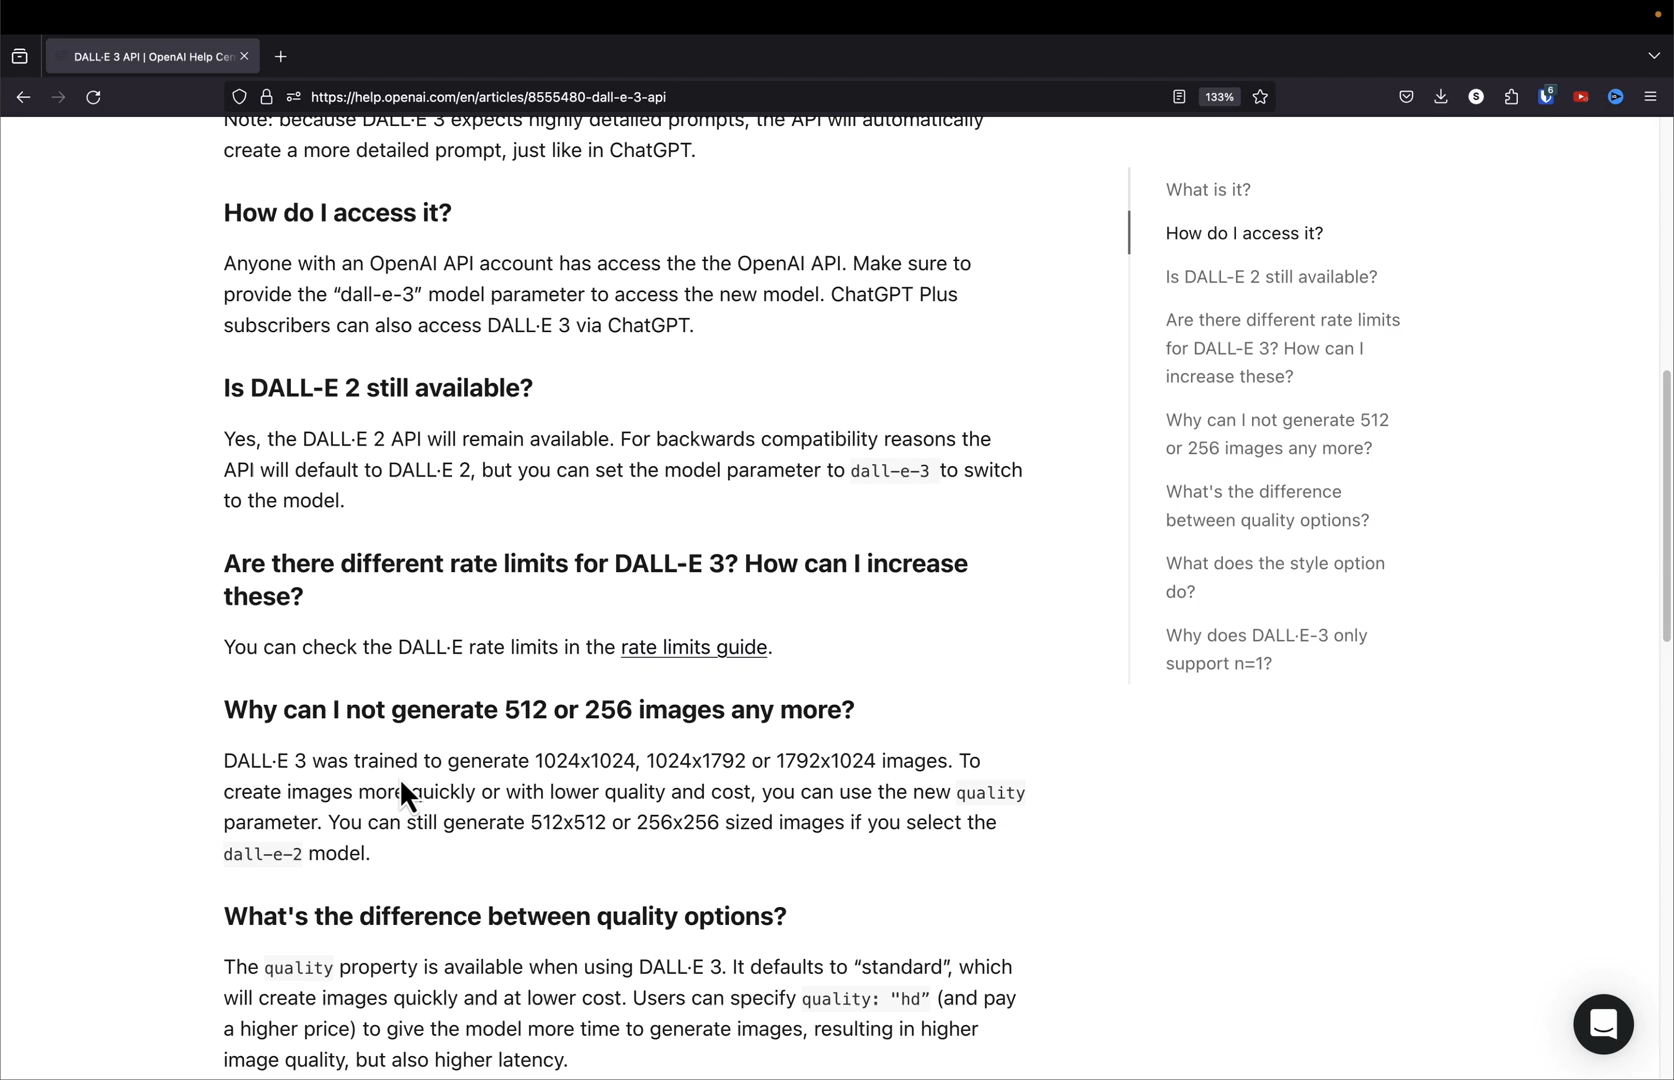 DALL·E 3 API | OpenAI Help Cen
https://help.openai.com/en/articles/8555480-dall-e-3-api
133%
S
6
Note: because DALL·E 3 expects highly detailed prompts, the API will automatically
create a more detailed prompt, just like in ChatGPT.
How do I access it?
Anyone with an OpenAI API account has access the the OpenAI API. Make sure to
provide the “dall-e-3” model parameter to access the new model. ChatGPT Plus
subscribers can also access DALL·E 3 via ChatGPT.
Is DALL-E 2 still available?
Yes, the DALL·E 2 API will remain available. For backwards compatibility reasons the
API will default to DALL·E 2, but you can set the model parameter to dall-e-3 to switch
to the model.
Are there different rate limits for DALL-E 3? How can I increase
these?
You can check the DALL·E rate limits in the rate limits guide.
Why can I not generate 512 or 256 images any more?
DALL·E 3 was trained to generate 1024x1024, 1024x1792 or 1792x1024 images. To
create images more quickly or with lower quality and cost, you can use the new quality
parameter. You can still generate 512x512 or 256x256 sized images if you select the
dall-e-2 model.
What's the difference between quality options?
The quality property is available when using DALL·E 3. It defaults to “standard”, which
will create images quickly and at lower cost. Users can specify quality: "hd” (and pay
a higher price) to give the model more time to generate images, resulting in higher
image quality, but also higher latency.
What is it?
How do I access it?
Is DALL-E 2 still available?
Are there different rate limits
for DALL-E 3? How can I
increase these?
Why can I not generate 512
or 256 images any more?
What's the difference
between quality options?
What does the style option
do?
Why does DALL·E-3 only
support n=1?